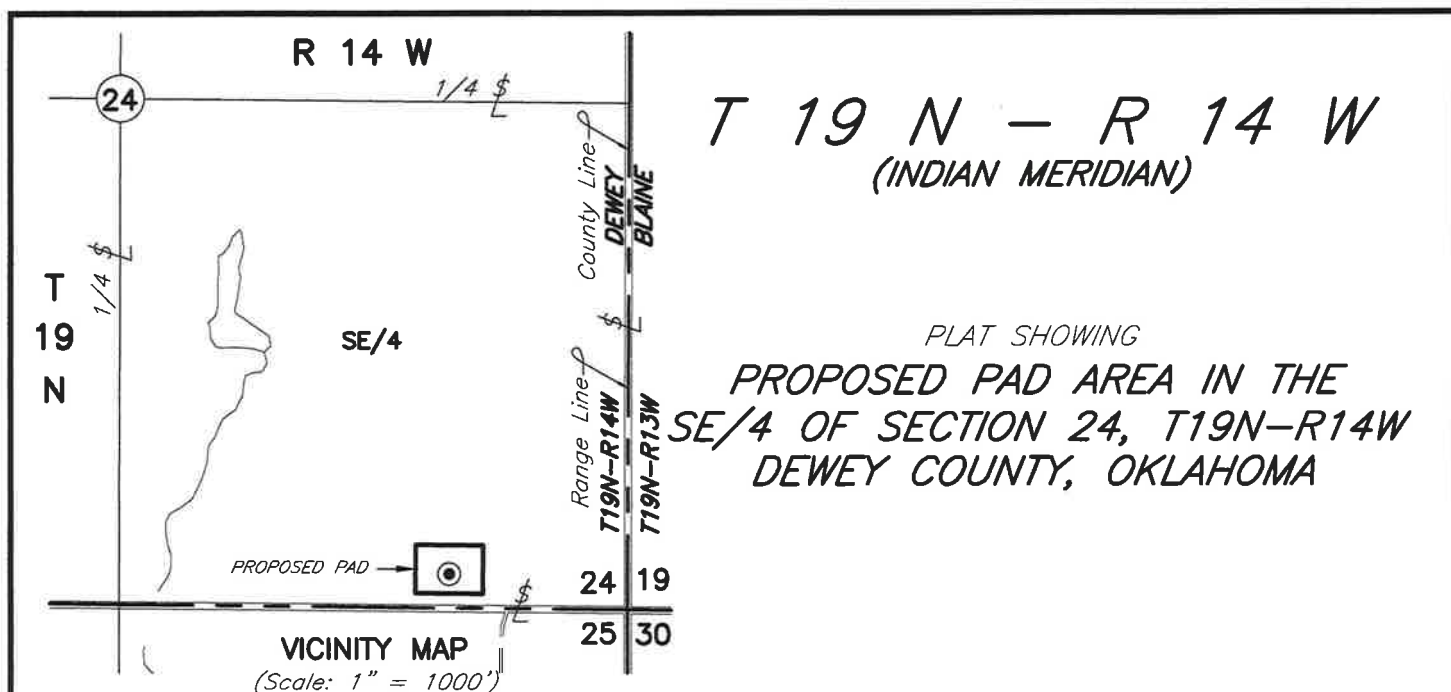 R 14 W
24
1/4 $
County Line
DEWEY
BLAINE
T
19
N
1/4 $
SE/4
$
Range Line
T19N-R14W
T19N-R13W
PROPOSED PAD
24 19
$
25 30
VICINITY MAP
(Scale: 1" = 1000')
T 19 N - R 14 W
(INDIAN MERIDIAN)
PLAT SHOWING
PROPOSED PAD AREA IN THE
SE/4 OF SECTION 24, T19N-R14W
DEWEY COUNTY, OKLAHOMA